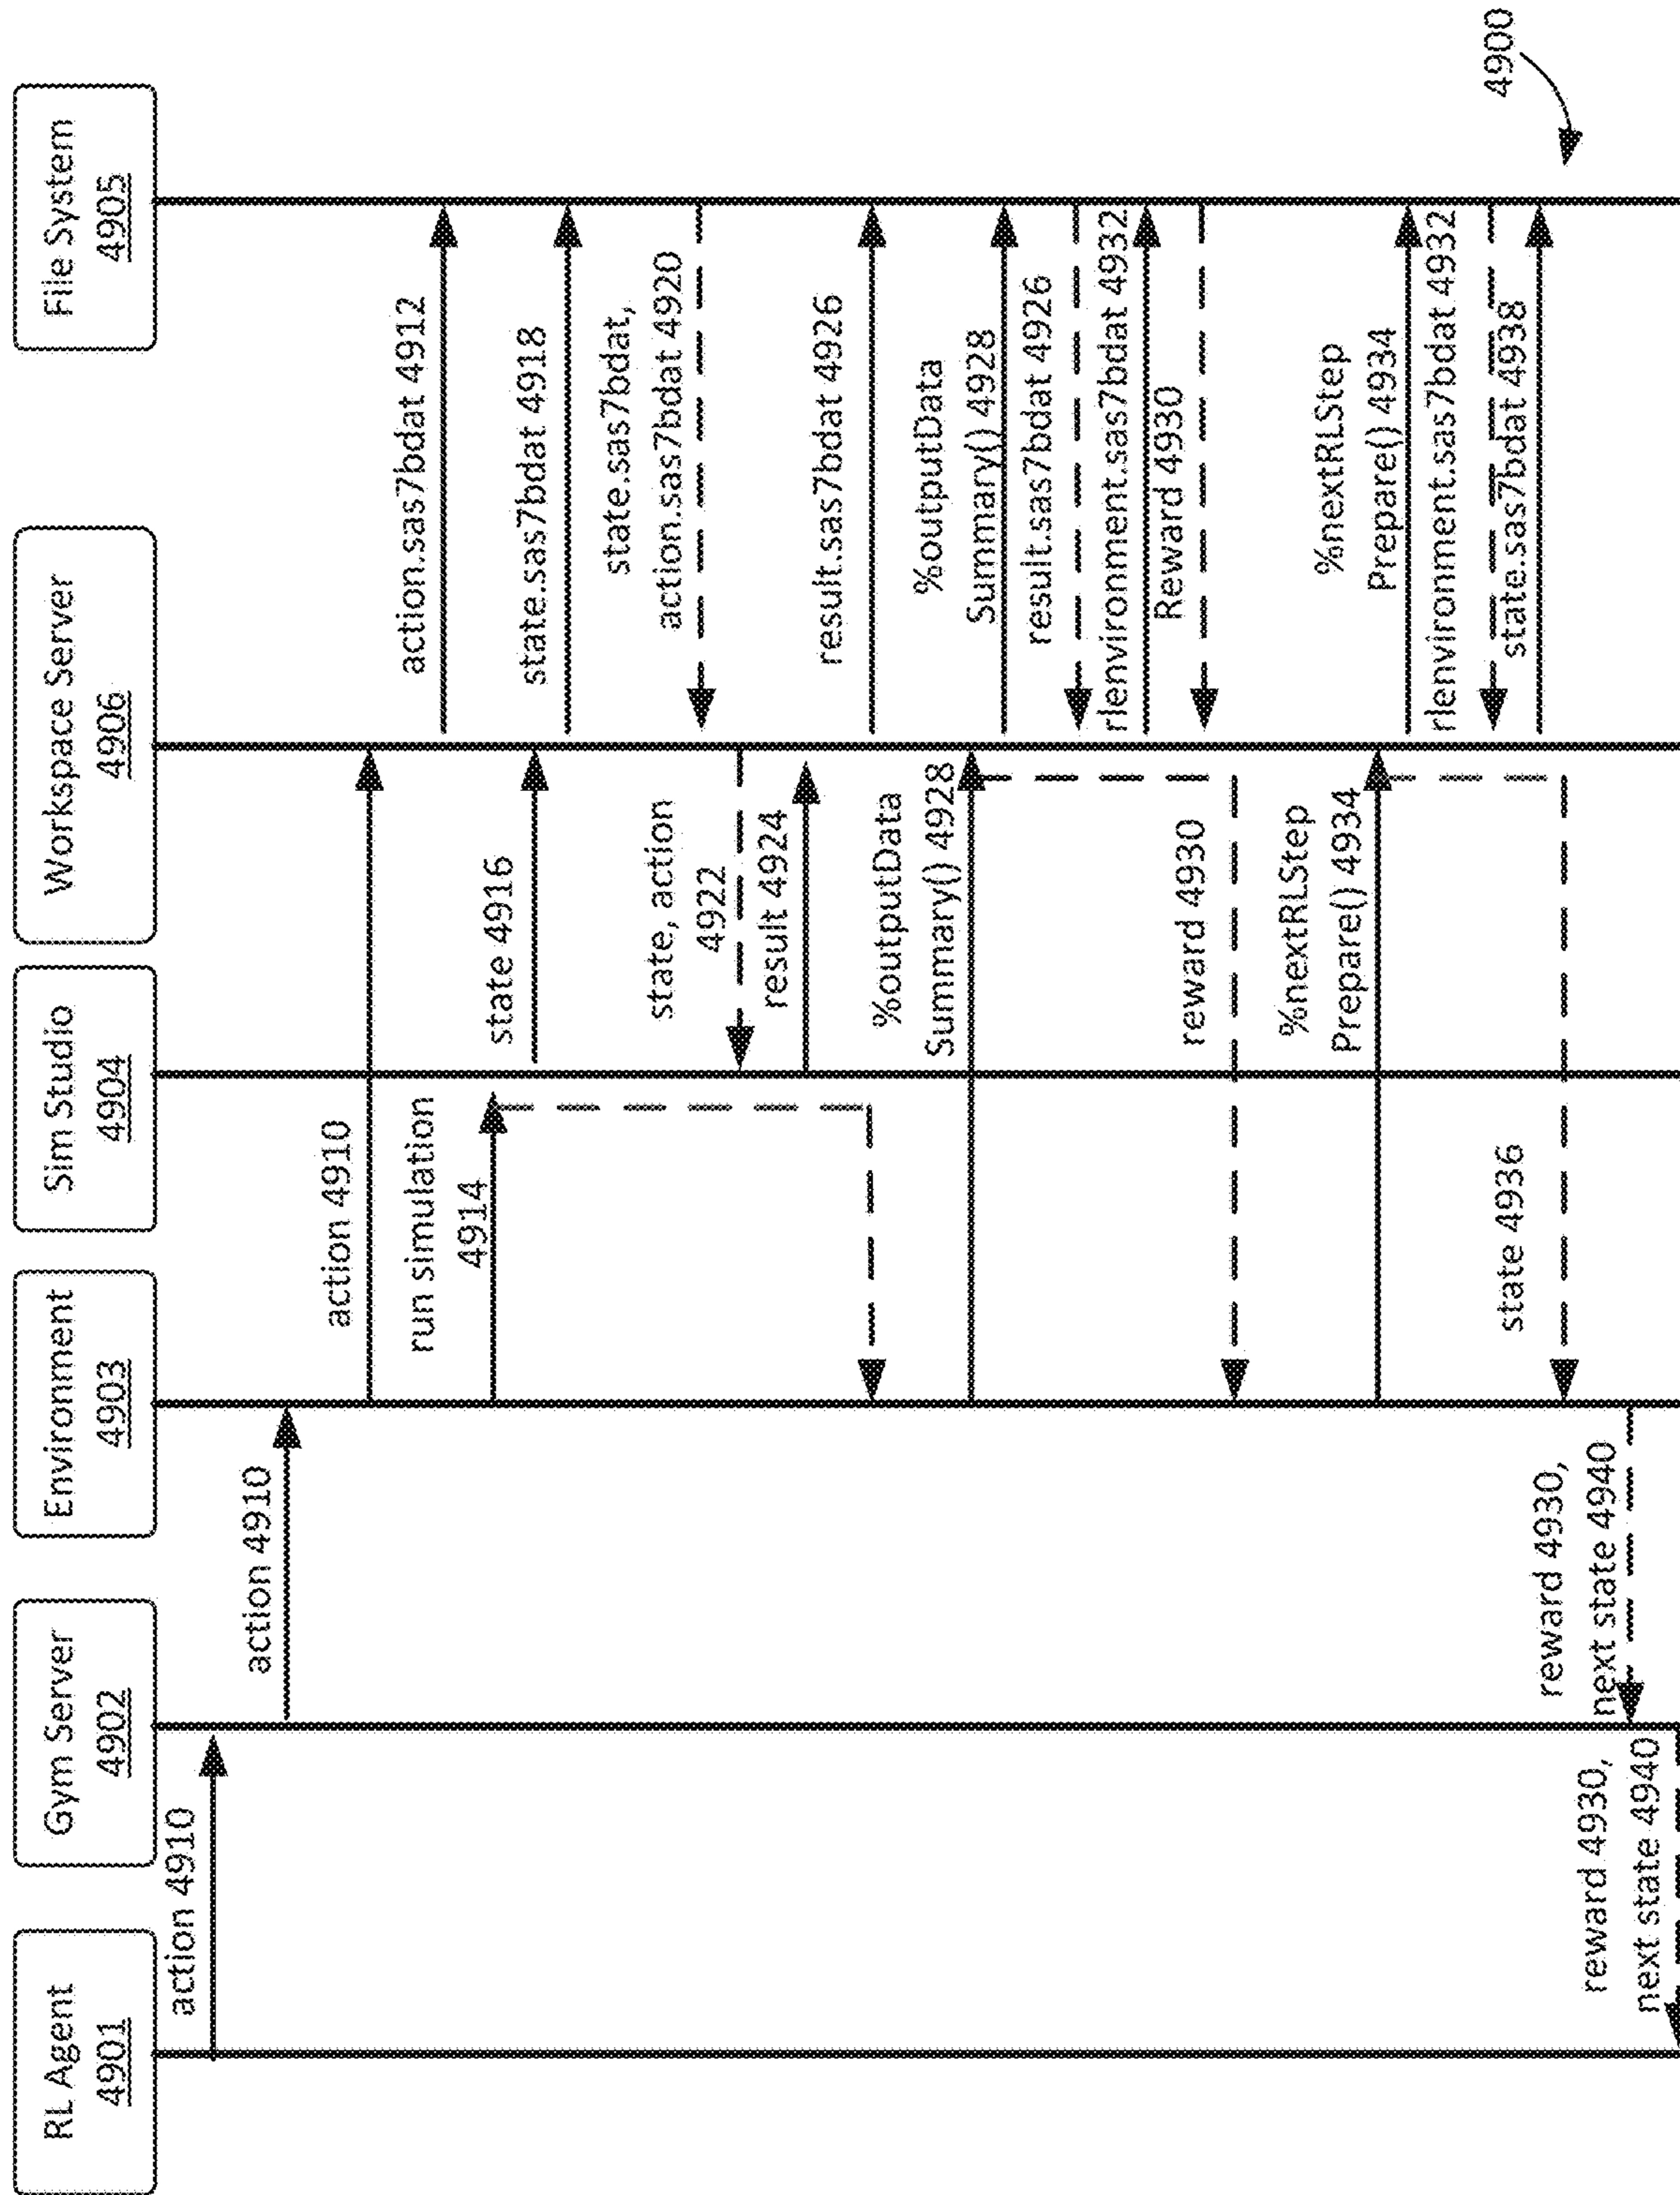 RL Agent
4901
Gym Server
4902
Environment
4903
Sim Studio
4904
Workspace Server
4906
File System
4905
action 4910
action 4910
action 4910
action.sas7bdat 4912
run simulation
4914
state 4916
state.sas7bdat 4918
state.sas7bdat,
action.sas7bdat 4920
state, action
4922
result 4924
result.sas7bdat 4926
%outputData
Summary() 4928
%outputData
Summary() 4928
result.sas7bdat 4926
rlenvironment.sas7bdat 4932
Reward 4930
reward 4930
%nextRLStep
Prepare() 4934
%nextRLStep
Prepare() 4934
rlenvironment.sas7bdat 4932
state.sas7bdat 4938
state 4936
reward 4930,
next state 4940
reward 4930,
next state 4940
4900